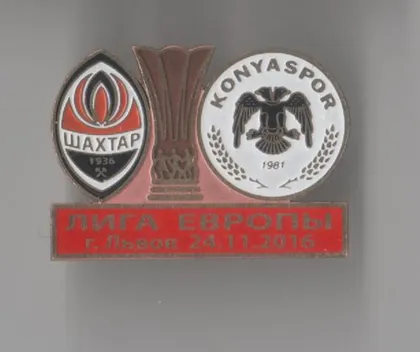 ШАХТАР
1936
KONYASPOR
1981
ЛИГА ЕВРОПЫ
г. Львов 24.11.2016